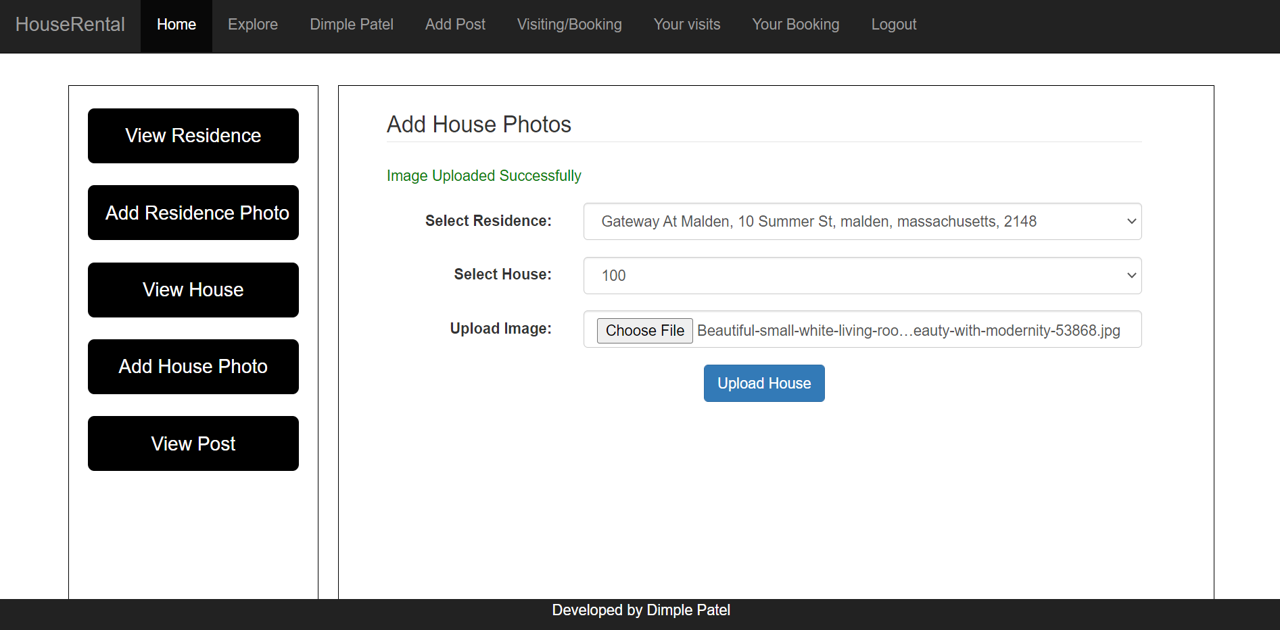 HouseRental Home Explore Dimple Patel Add Post Visiting/Booking Your visits Your Booking Logout
View Residence
Add Residence Photo
View House
Add House Photo
View Post
Add House Photos
Image Uploaded Successfully
Select Residence: Gateway At Malden, 10 Summer St, malden, massachusetts, 2148
Select House: 100
Upload Image: Choose File Beautiful-small-white-living-roo…eauty-with-modernity-53868.jpg
Upload House
Developed by Dimple Patel